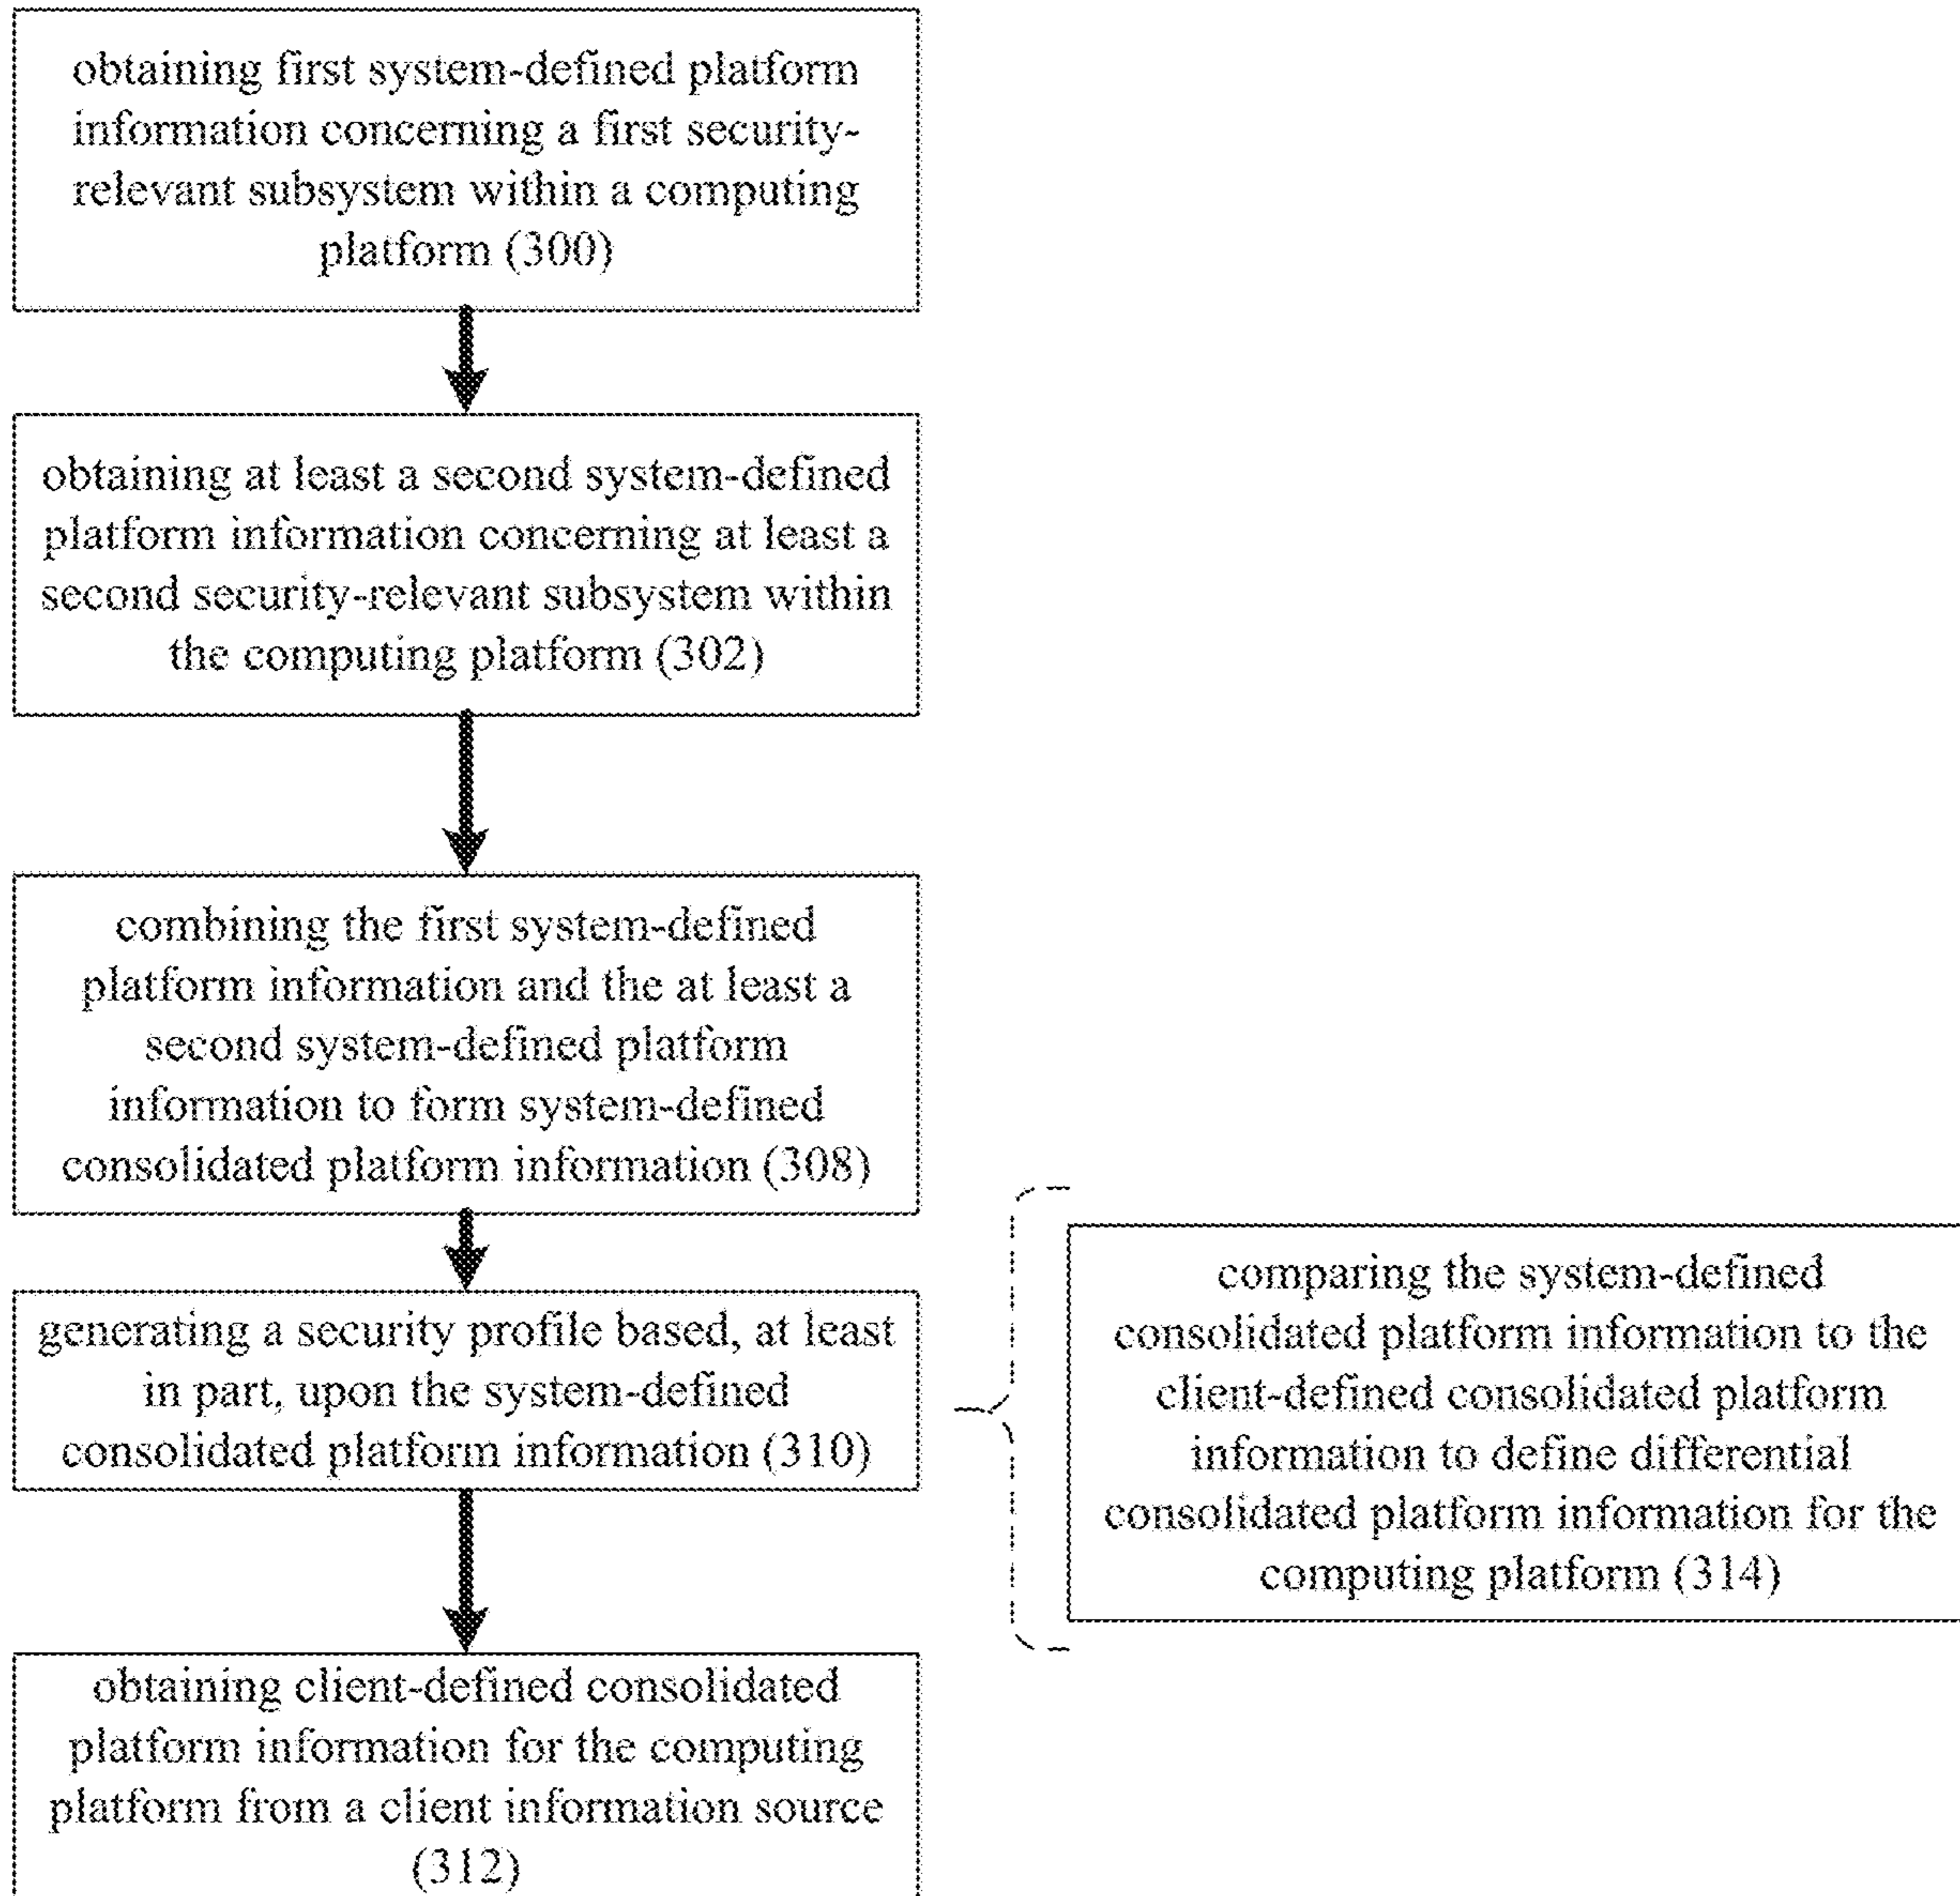 obtaining first system-defined platform
information concerning a first security-
relevant subsystem within a computing
platform (300)
obtaining at least a second system-defined
platform information concerning at least a
second security-relevant subsystem within
the computing platform (302)
combining the first system-defined
platform information and the at least a
second system-defined platform
information to form system-defined
consolidated platform information (308)
generating a security profile based, at least
in part, upon the system-defined
consolidated platform information (310)
comparing the system-defined
consolidated platform information to the
client-defined consolidated platform
information to define differential
consolidated platform information for the
computing platform (314)
obtaining client-defined consolidated
platform information for the computing
platform from a client information source
(312)